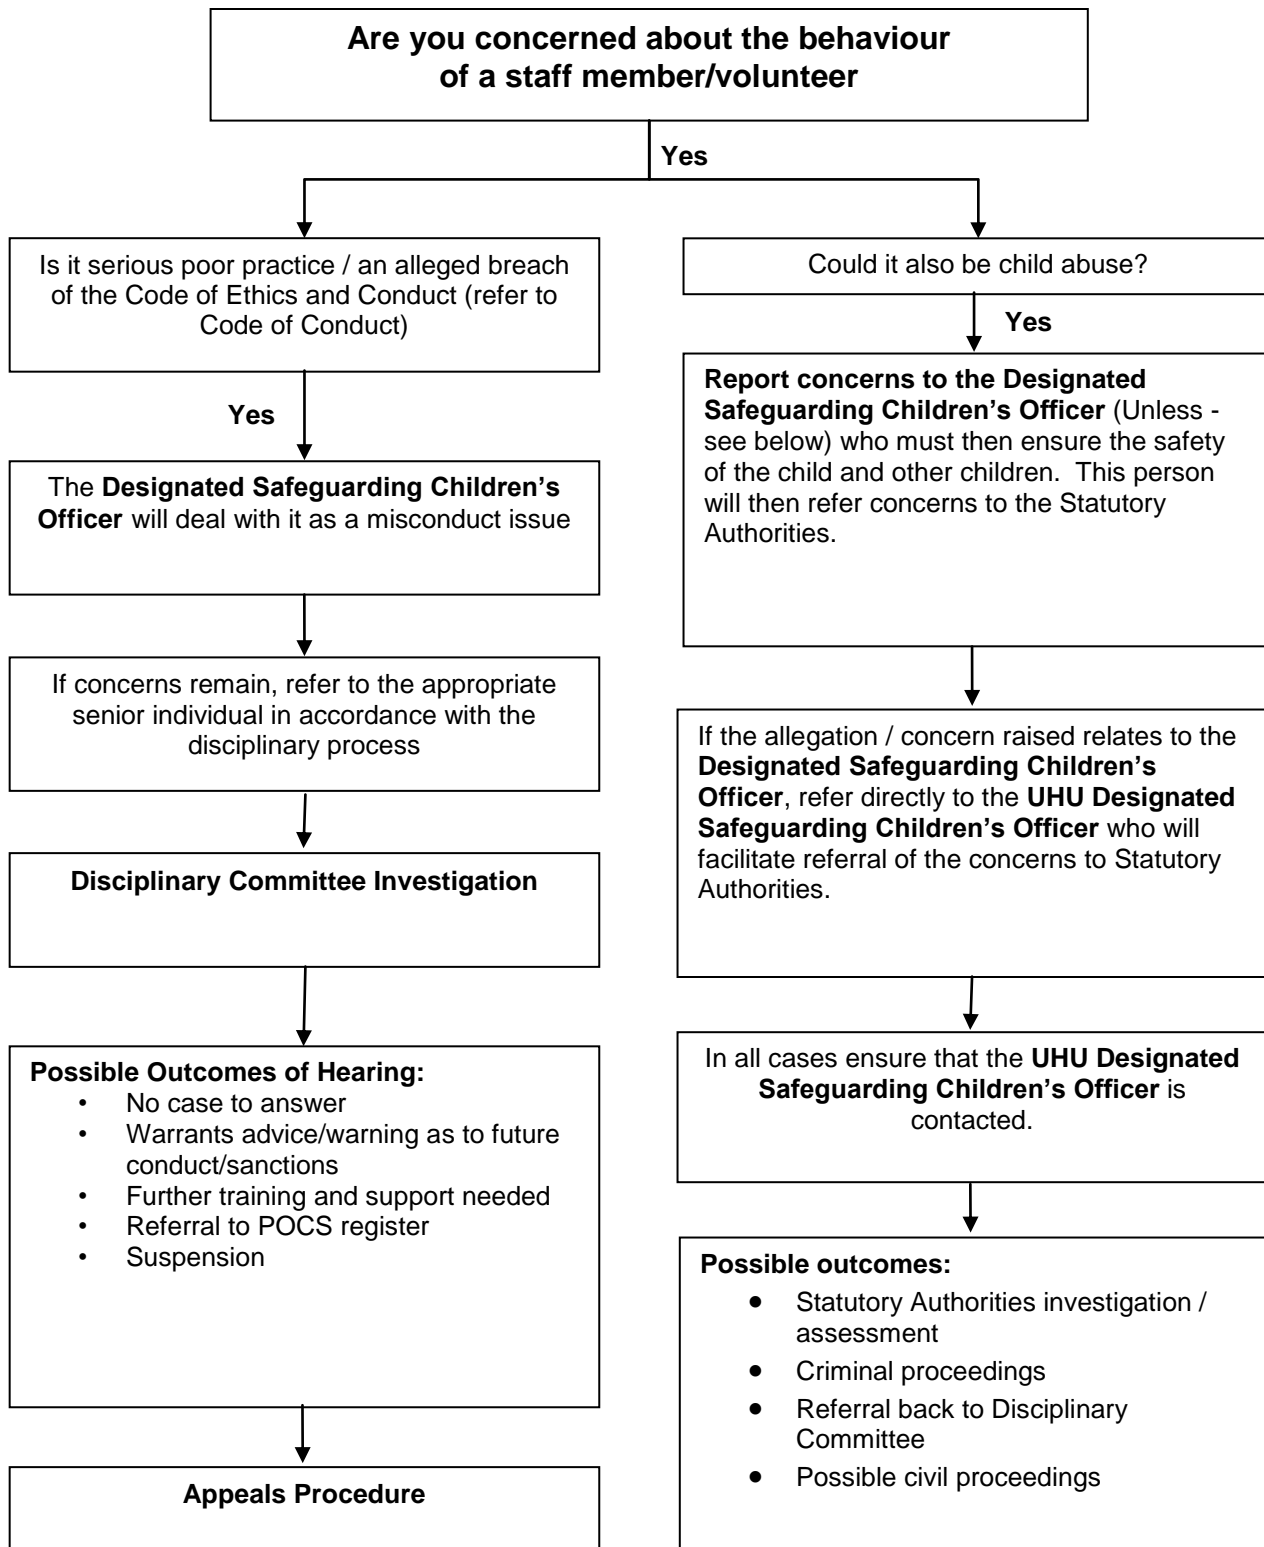 Are you concerned about the behaviour
of a staff member/volunteer
Yes
Is it serious poor practice / an alleged breach
of the Code of Ethics and Conduct (refer to
Code of Conduct)
Yes
The Designated Safeguarding Children's
Officer will deal with it as a misconduct issue
If concerns remain, refer to the appropriate
senior individual in accordance with the
disciplinary process
Disciplinary Committee Investigation
Possible Outcomes of Hearing:
• No case to answer
• Warrants advice/warning as to future
conduct/sanctions
• Further training and support needed
• Referral to POCS register
• Suspension
Appeals Procedure
Could it also be child abuse?
Yes
Report concerns to the Designated
Safeguarding Children's Officer (Unless -
see below) who must then ensure the safety
of the child and other children. This person
will then refer concerns to the Statutory
Authorities.
If the allegation / concern raised relates to the
Designated Safeguarding Children's
Officer, refer directly to the UHU Designated
Safeguarding Children's Officer who will
facilitate referral of the concerns to Statutory
Authorities.
In all cases ensure that the UHU Designated
Safeguarding Children's Officer is
contacted.
Possible outcomes:
• Statutory Authorities investigation /
assessment
• Criminal proceedings
• Referral back to Disciplinary
Committee
• Possible civil proceedings